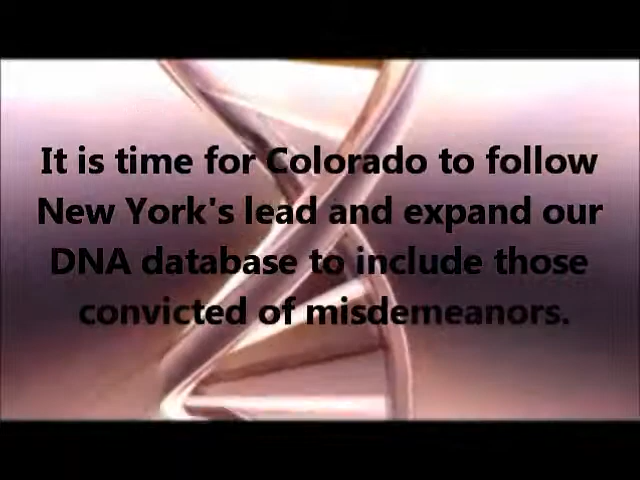 It is time for Colorado to follow
New York's lead and expand our
DNA database to include those
convicted of misdemeanors.